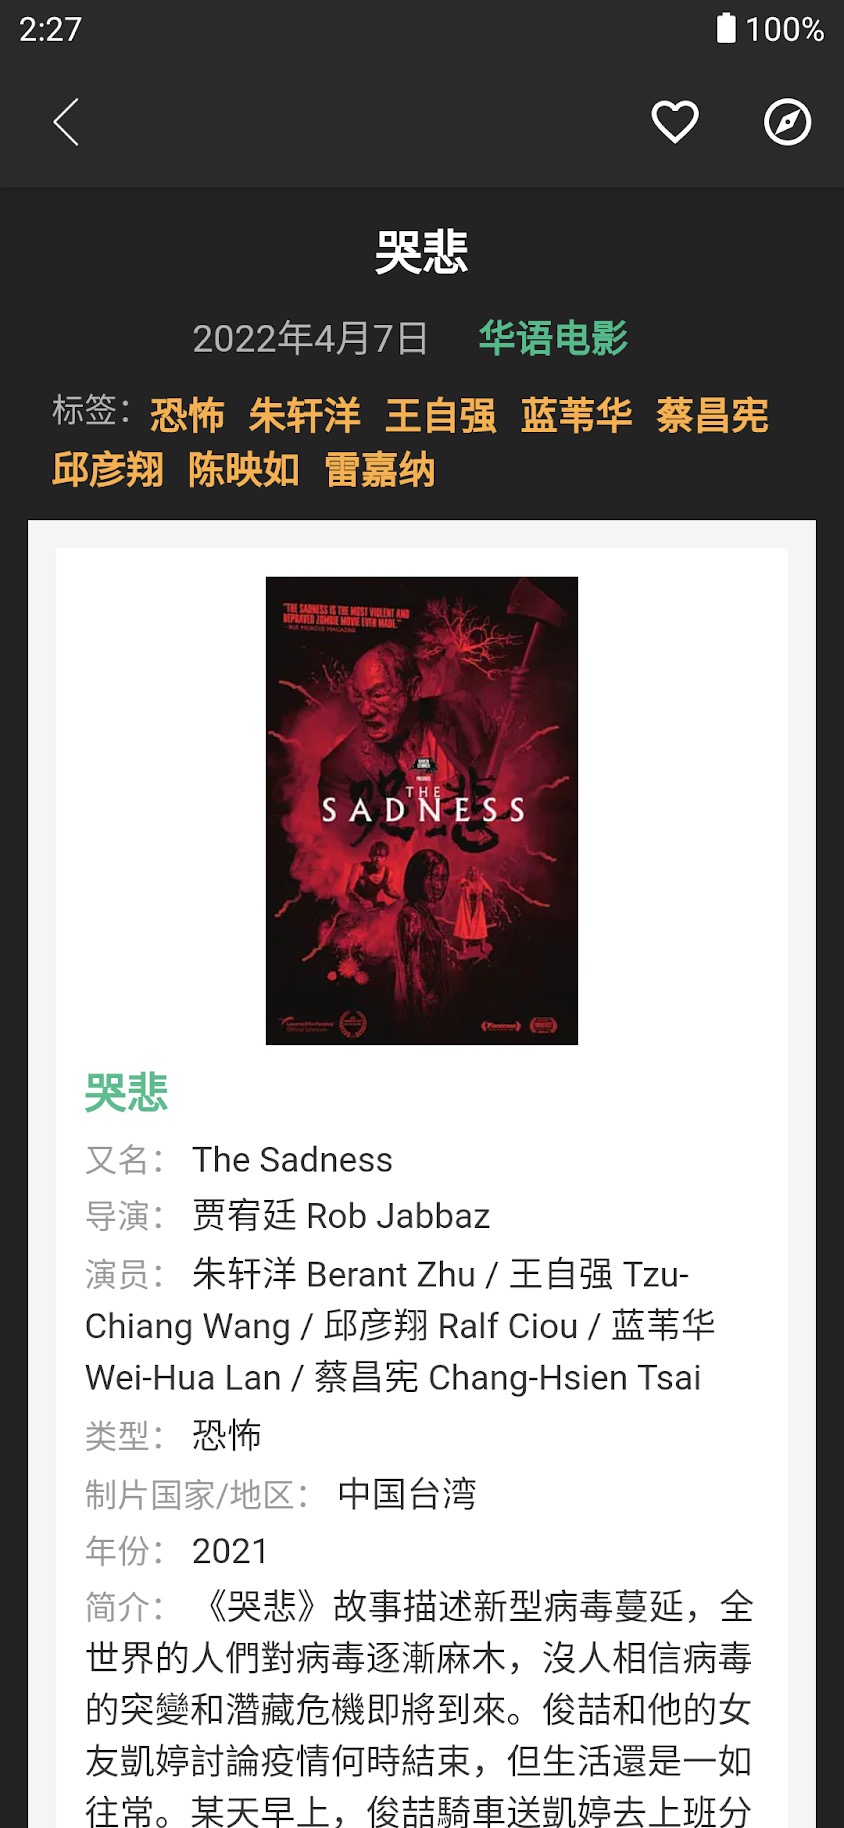 2:27
100%
哭悲
2022年4月7日 华语电影
标签： 恐怖 朱轩洋 王自强 蓝苇华 蔡昌宪
邱彦翔 陈映如 雷嘉纳
"THE SADNESS IS THE MOST VIOLENT AND
DEPRAVED ZOMBIE MOVIE EVER MADE."
THE
SADNESS
哭悲
又名： The Sadness
导演： 贾宥廷 Rob Jabbaz
演员： 朱轩洋 Berant Zhu / 王自强 Tzu-
Chiang Wang / 邱彦翔 Ralf Ciou / 蓝苇华
Wei-Hua Lan / 蔡昌宪 Chang-Hsien Tsai
类型： 恐怖
制片国家/地区： 中国台湾
年份： 2021
简介： 《哭悲》故事描述新型病毒蔓延，全
世界的人們對病毒逐漸麻木，沒人相信病毒
的突變和潛藏危機即將到來。俊喆和他的女
友凱婷討論疫情何時結束，但生活還是一如
往常。某天早上，俊喆騎車送凱婷去上班分